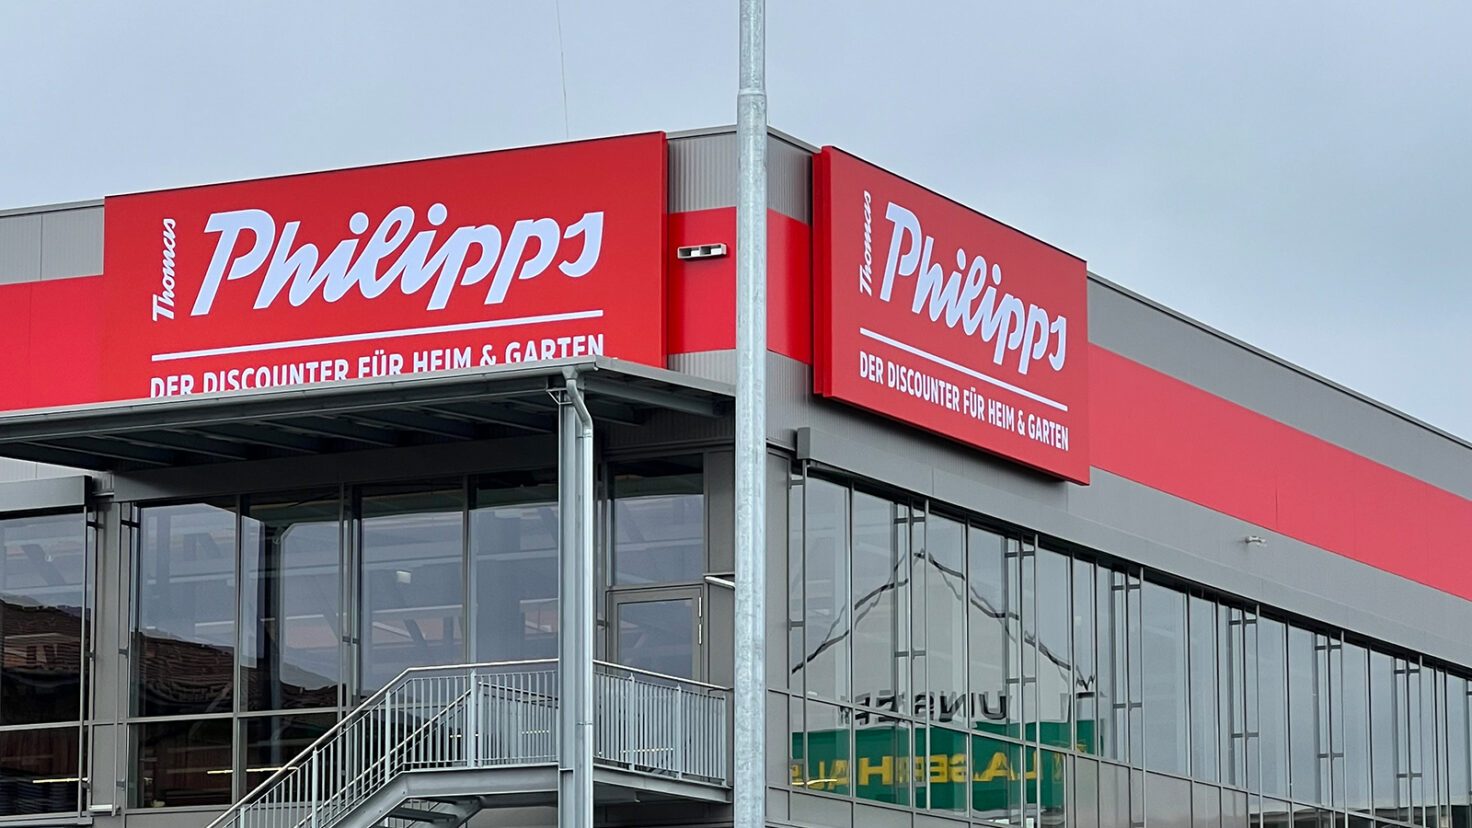 Thomas
Philipps
DER DISCOUNTER FÜR HEIM & GARTEN
Thomas
Philipps
DER DISCOUNTER FÜR HEIM & GARTEN